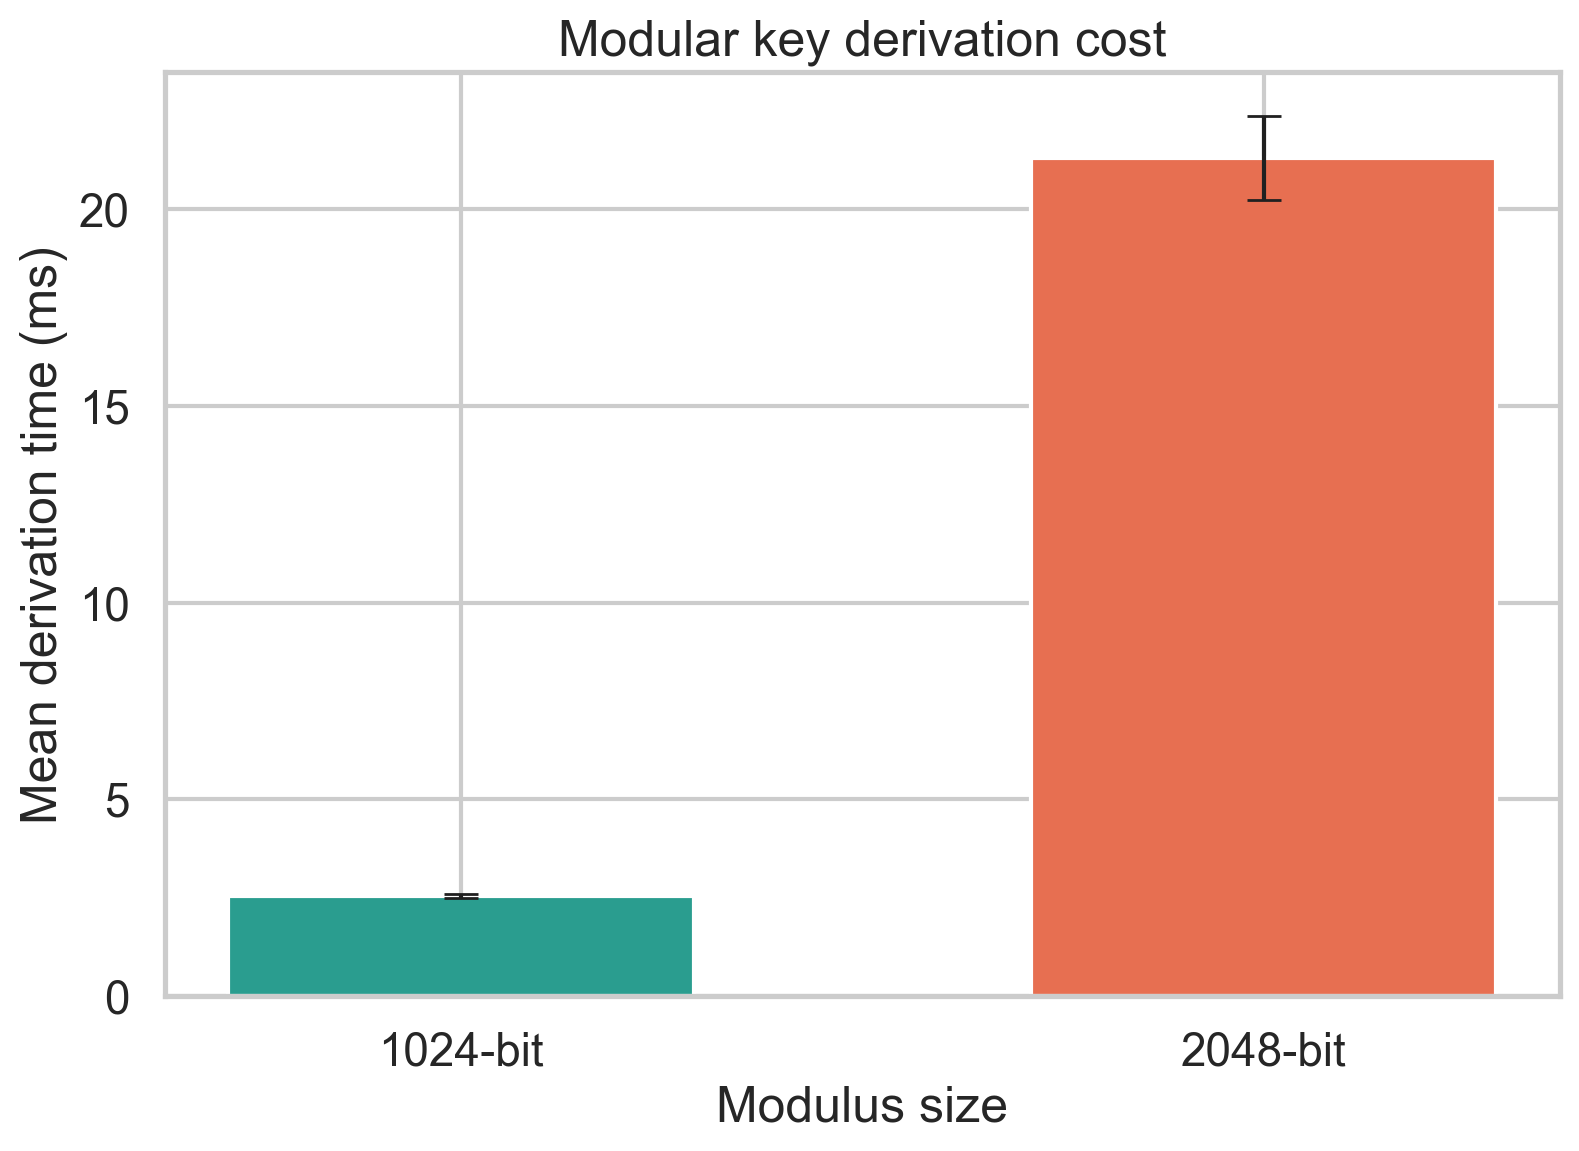 Modular key derivation cost
Mean derivation time (ms)
20
15
10
5
0
1024-bit
2048-bit
Modulus size